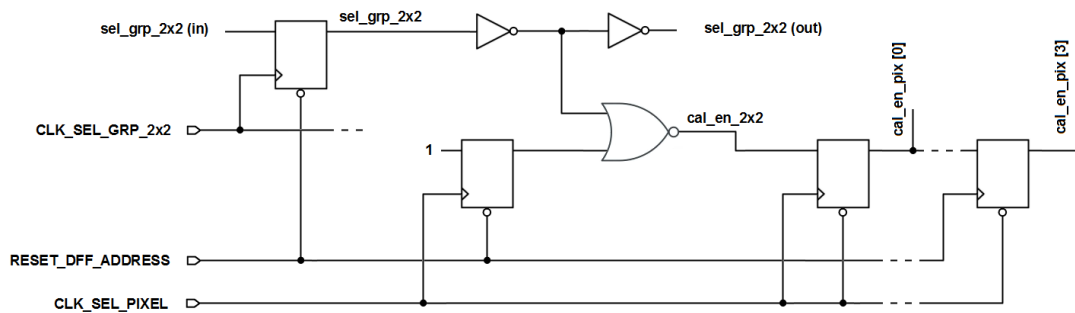 sel_grp_2x2 (in)
sel_grp_2x2
sel_grp_2x2 (out)
cal_en_pix [0]
cal_en_pix [3]
CLK_SEL_GRP_2x2
cal_en_2x2
1
RESET_DFF_ADDRESS
CLK_SEL_PIXEL